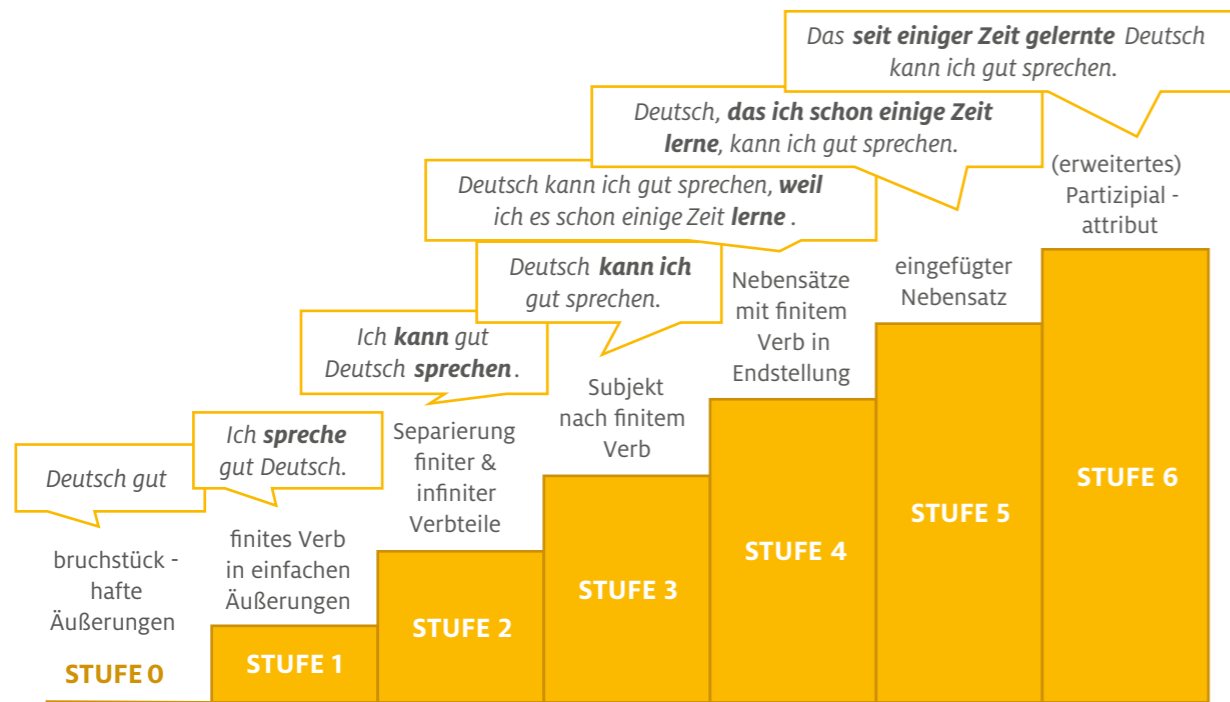 Deutsch gut
bruchstück -
hafte
Äußerungen
STUFE 0
Ich spreche
gut Deutsch.
finites Verb
in einfachen
Äußerungen
STUFE 1
Ich kann gut
Deutsch sprechen.
Separierung
finiter &
infiniter
Verbteile
STUFE 2
Deutsch kann ich
gut sprechen.
Subjekt
nach finitem
Verb
STUFE 3
Deutsch kann ich gut sprechen, weil
ich es schon einige Zeit lerne .
Nebensätze
mit finitem
Verb in
Endstellung
STUFE 4
Deutsch, das ich schon einige Zeit
lerne, kann ich gut sprechen.
eingefügter
Nebensatz
STUFE 5
Das seit einiger Zeit gelernte Deutsch
kann ich gut sprechen.
(erweitertes)
Partizipial -
attribut
STUFE 6